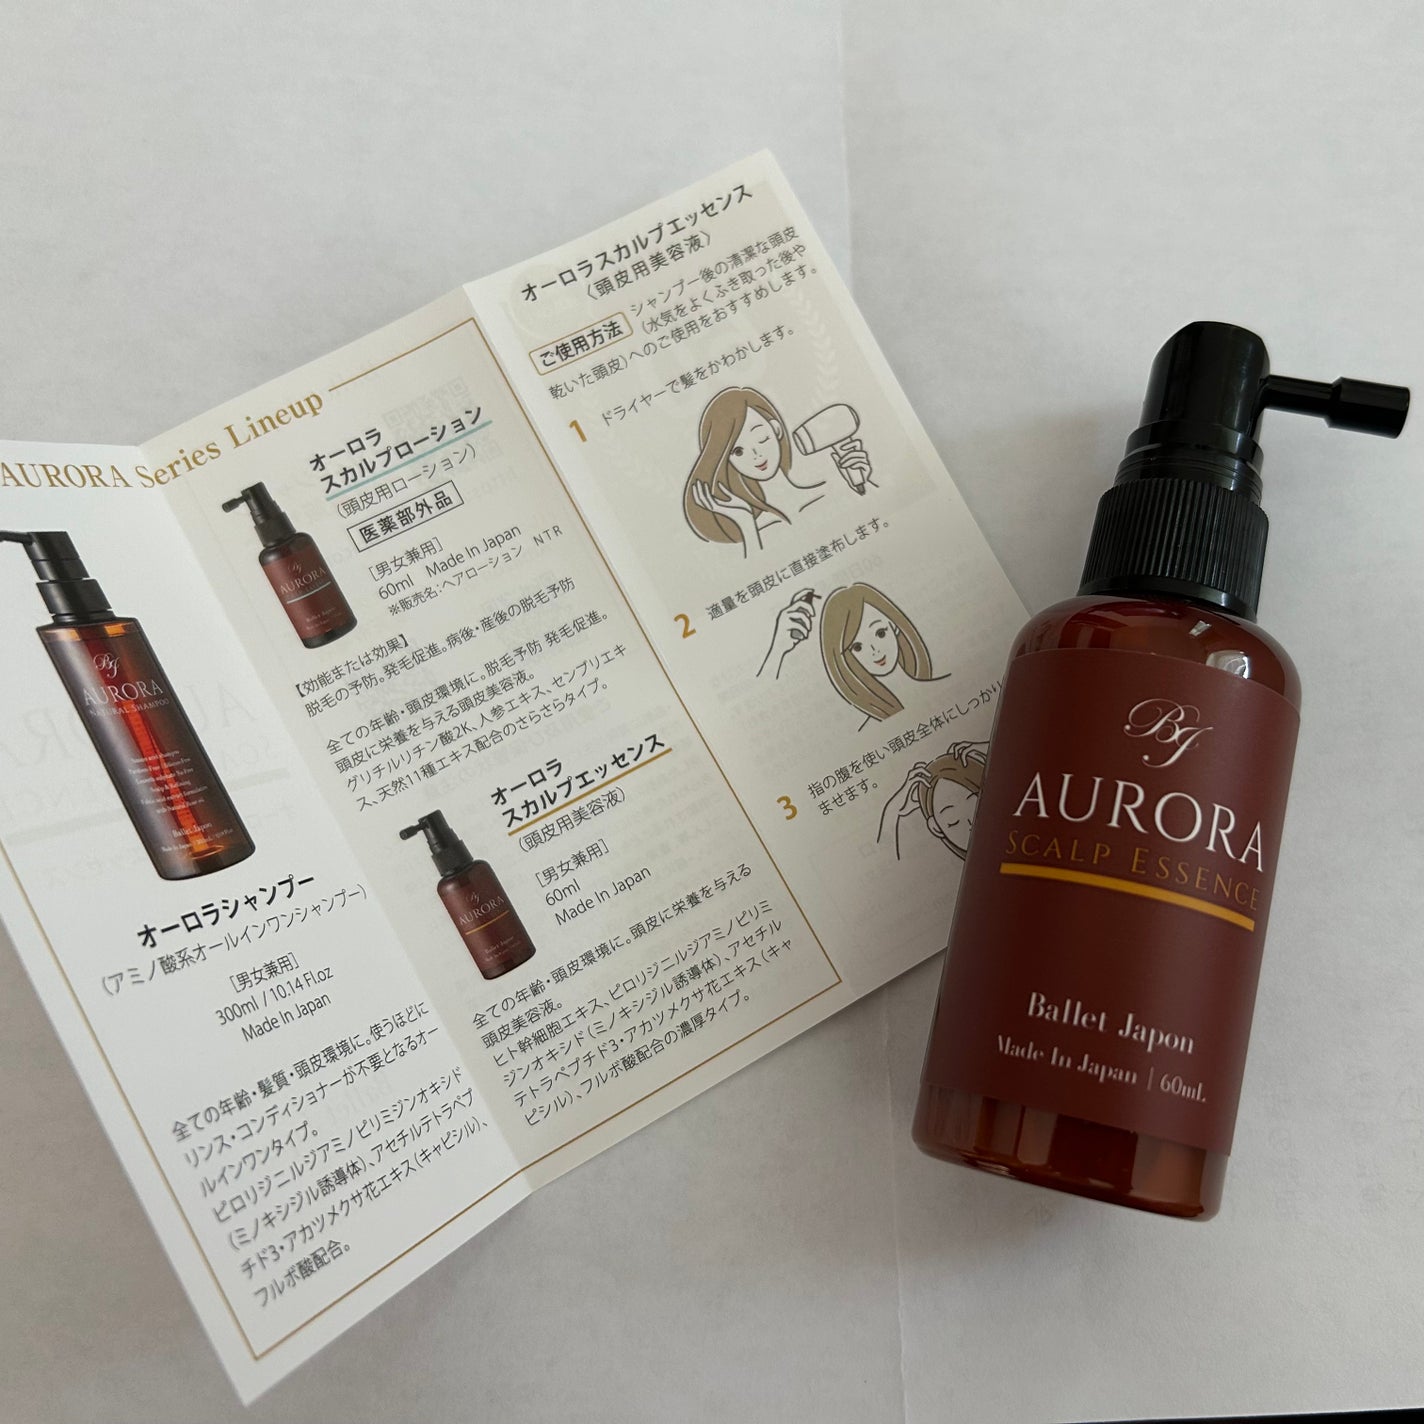 AURORA Series Lineup
BJ
AURORA
NATURAL SHAMPOO
Ballet Japon
オーロラシャンプー
(アミノ酸系オールインワンシャンプー)
[男女兼用]
300ml / 10.14 Fl.oz
Made In Japan
全ての年齢・髪質・頭皮環境に。使うほどに
リンス・コンディショナーが不要となるオー
ルインワンタイプ。
ピロリジニルジアミノピリミジンオキシド
(ミノキシジル誘導体)、アセチルテトラペプ
チド3・アカツメクサ花エキス(キャピシル)、
フルボ酸配合。
オーロラ
スカルプローション
(頭皮用ローション)
医薬部外品
[男女兼用]
60ml Made In Japan
※販売名:ヘアローション NTR
AURORA
【効能または効果】
脱毛の予防。発毛促進。病後・産後の脱毛予防
全ての年齢・頭皮環境に。脱毛予防 発毛促進。
頭皮に栄養を与える頭皮美容液。
グリチルリチン酸2K、人参エキス、センブリエキ
ス、天然11種エキス配合のさらさらタイプ。
オーロラ
スカルプエッセンス
(頭皮用美容液)
[男女兼用]
60ml
Made In Japan
AURORA
Ballet Japon
全ての年齢・頭皮環境に。頭皮に栄養を与える
頭皮美容液。
ヒト幹細胞エキス、ピロリジニルジアミノピリミ
ジンオキシド(ミノキシジル誘導体)、アセチル
テトラペプチド3・アカツメクサ花エキス(キャ
ピシル)、フルボ酸配合の濃厚タイプ。
オーロラスカルプエッセンス
〈頭皮用美容液〉
ご使用方法 シャンプー後の清潔な頭皮
(水気をよくふき取った後や
乾いた頭皮)へのご使用をおすすめします。
1 ドライヤーで髪をかわかします。
2 適量を頭皮に直接塗布します。
3 指の腹を使い頭皮全体にしっかり
ませます。
BJ
AURORA
SCALP ESSENCE
Ballet Japon
Made In Japan | 60mL